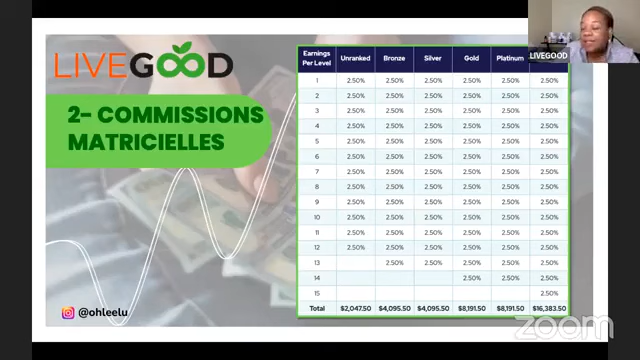 LIVEGOOD
2- COMMISSIONS
MATRICIELLES
@ohleelu
Earnings Per Level Unranked Bronze Silver Gold Platinum
1 2.50% 2.50% 2.50% 2.50% 2.50% 2.50%
2 2.50% 2.50% 2.50% 2.50% 2.50% 2.50%
3 2.50% 2.50% 2.50% 2.50% 2.50% 2.50%
4 2.50% 2.50% 2.50% 2.50% 2.50% 2.50%
5 2.50% 2.50% 2.50% 2.50% 2.50% 2.50%
6 2.50% 2.50% 2.50% 2.50% 2.50% 2.50%
7 2.50% 2.50% 2.50% 2.50% 2.50% 2.50%
8 2.50% 2.50% 2.50% 2.50% 2.50% 2.50%
9 2.50% 2.50% 2.50% 2.50% 2.50% 2.50%
10 2.50% 2.50% 2.50% 2.50% 2.50% 2.50%
11 2.50% 2.50% 2.50% 2.50% 2.50% 2.50%
12 2.50% 2.50% 2.50% 2.50% 2.50% 2.50%
13 2.50% 2.50% 2.50% 2.50% 2.50%
14 2.50% 2.50% 2.50%
15 2.50%
Total $2,047.50 $4,095.50 $4,095.50 $8,191.50 $8,191.50 $16,383.50
LIVEGOOD
zoom